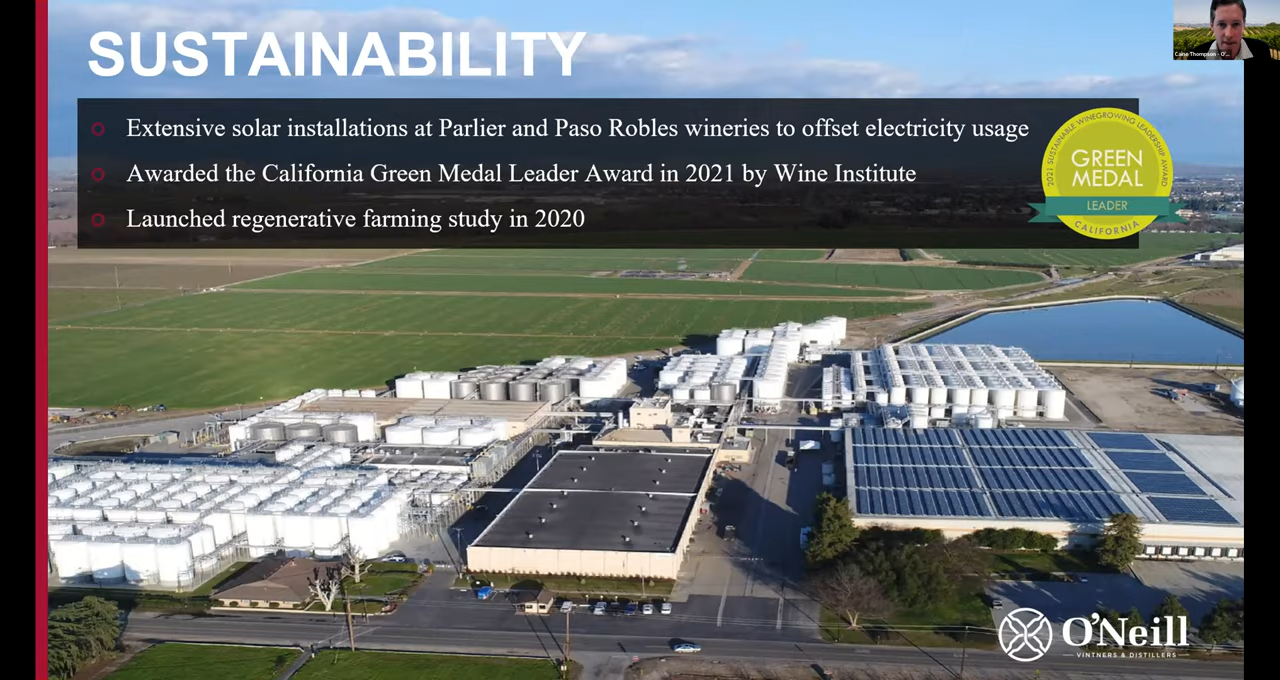 SUSTAINABILITY
Extensive solar installations at Parlier and Paso Robles wineries to offset electricity usage
Awarded the California Green Medal Leader Award in 2021 by Wine Institute
Launched regenerative farming study in 2020
2021 SUSTAINABLE WINEGROWING LEADERSHIP AWARD
GREEN
MEDAL
LEADER
CALIFORNIA
Caine Thompson - O'...
O'Neill
VINTNERS & DISTILLERS